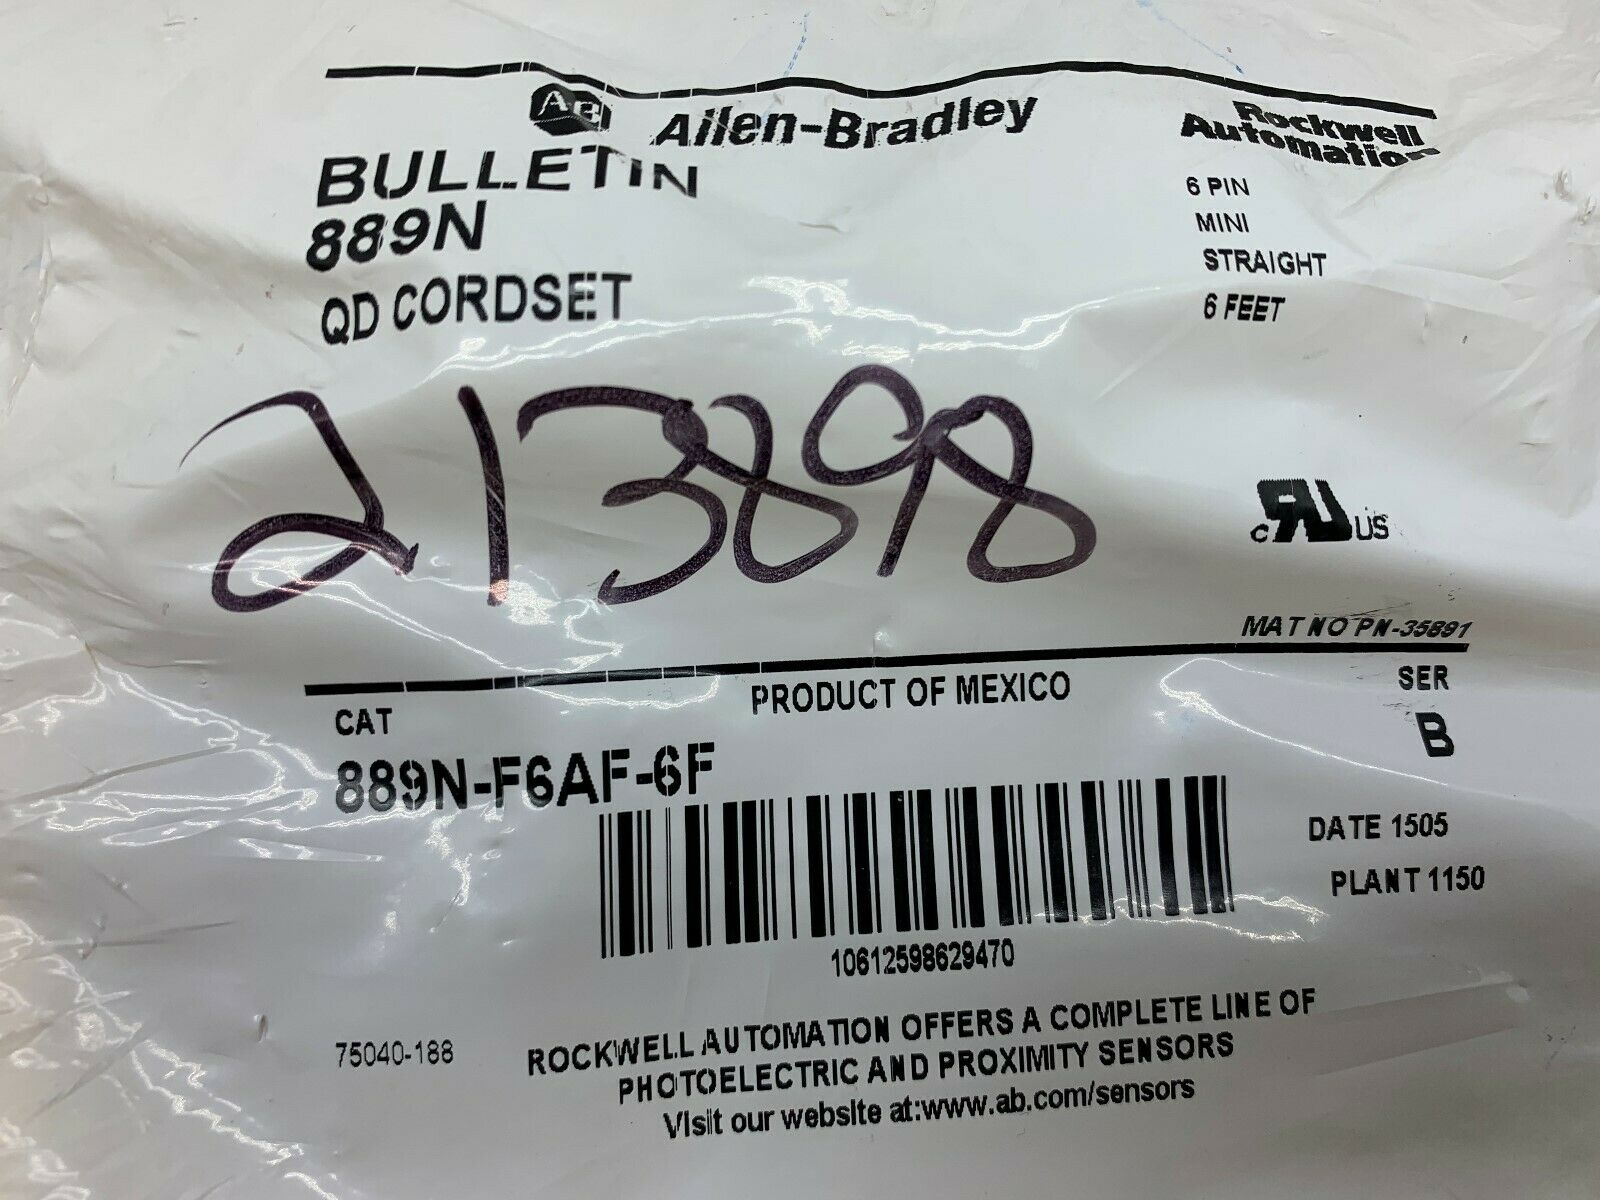 AB Allen-Bradley
Rockwell
Automation
BULLETIN
889N
QD CORDSET
6 PIN
MINI
STRAIGHT
6 FEET
213898
c RU US
MAT NO PN-35891
CAT
PRODUCT OF MEXICO
SER
889N-F6AF-6F
B
DATE 1505
PLANT 1150
10612598629470
75040-188
ROCKWELL AUTOMATION OFFERS A COMPLETE LINE OF
PHOTOELECTRIC AND PROXIMITY SENSORS
Visit our website at:www.ab.com/sensors